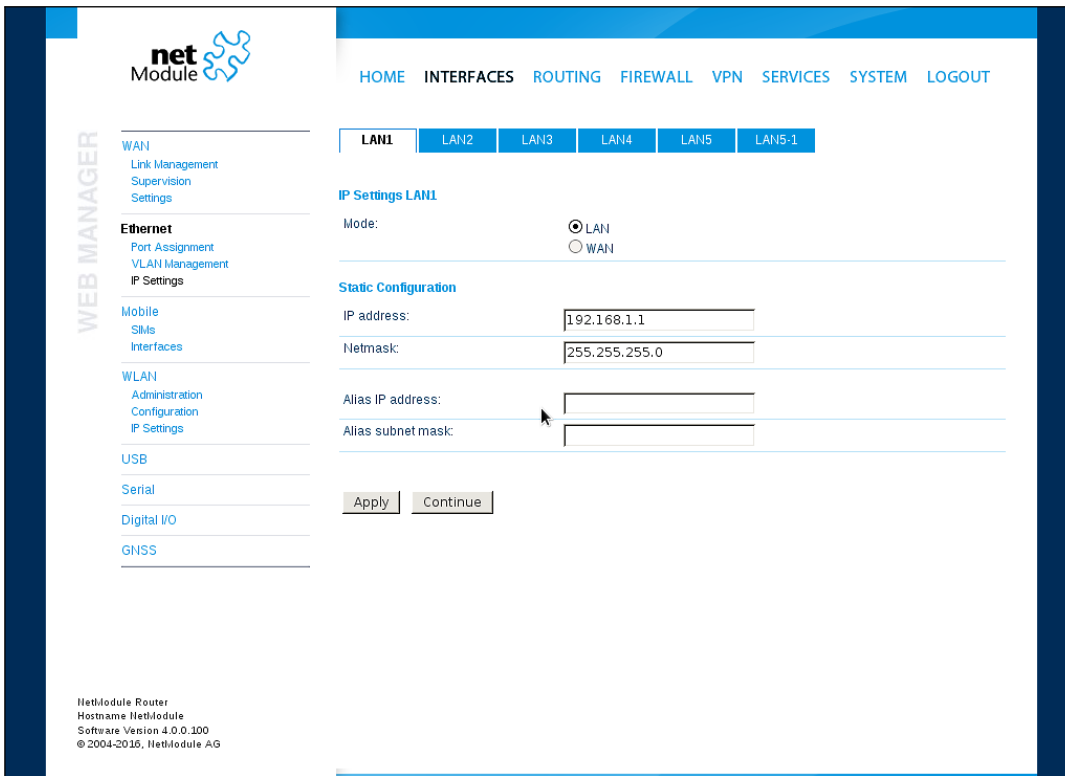 net
Module
HOME INTERFACES ROUTING FIREWALL VPN SERVICES SYSTEM LOGOUT
WEB MANAGER
WAN
Link Management
Supervision
Settings
Ethernet
Port Assignment
VLAN Management
IP Settings
Mobile
SIMs
Interfaces
WLAN
Administration
Configuration
IP Settings
USB
Serial
Digital I/O
GNSS
LAN1 LAN2 LAN3 LAN4 LAN5 LAN5-1
IP Settings LAN1
Mode:
LAN
WAN
Static Configuration
IP address: 192.168.1.1
Netmask: 255.255.255.0
Alias IP address:
Alias subnet mask:
Apply Continue
NetModule Router
Hostname NetModule
Software Version 4.0.0.100
© 2004-2016, NetModule AG